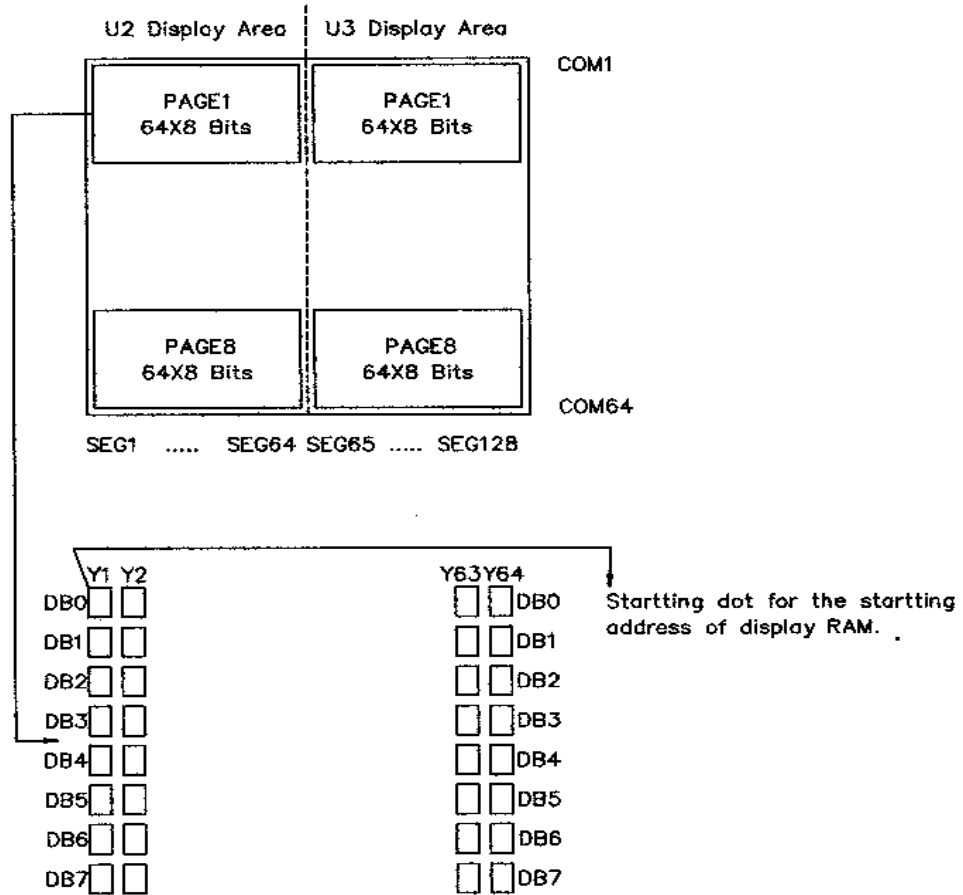 U2 Display Area U3 Display Area
COM1
PAGE1 PAGE1
64X8 Bits 64X8 Bits
PAGE8 PAGE8
64X8 Bits 64X8 Bits
COM64
SEG1 ..... SEG64 SEG65 ..... SEG128
Y1 Y2 Y63 Y64
DB0 DB0 Startting dot for the startting
address of display RAM.
DB1 DB1
DB2 DB2
DB3 DB3
DB4 DB4
DB5 DB5
DB6 DB6
DB7 DB7